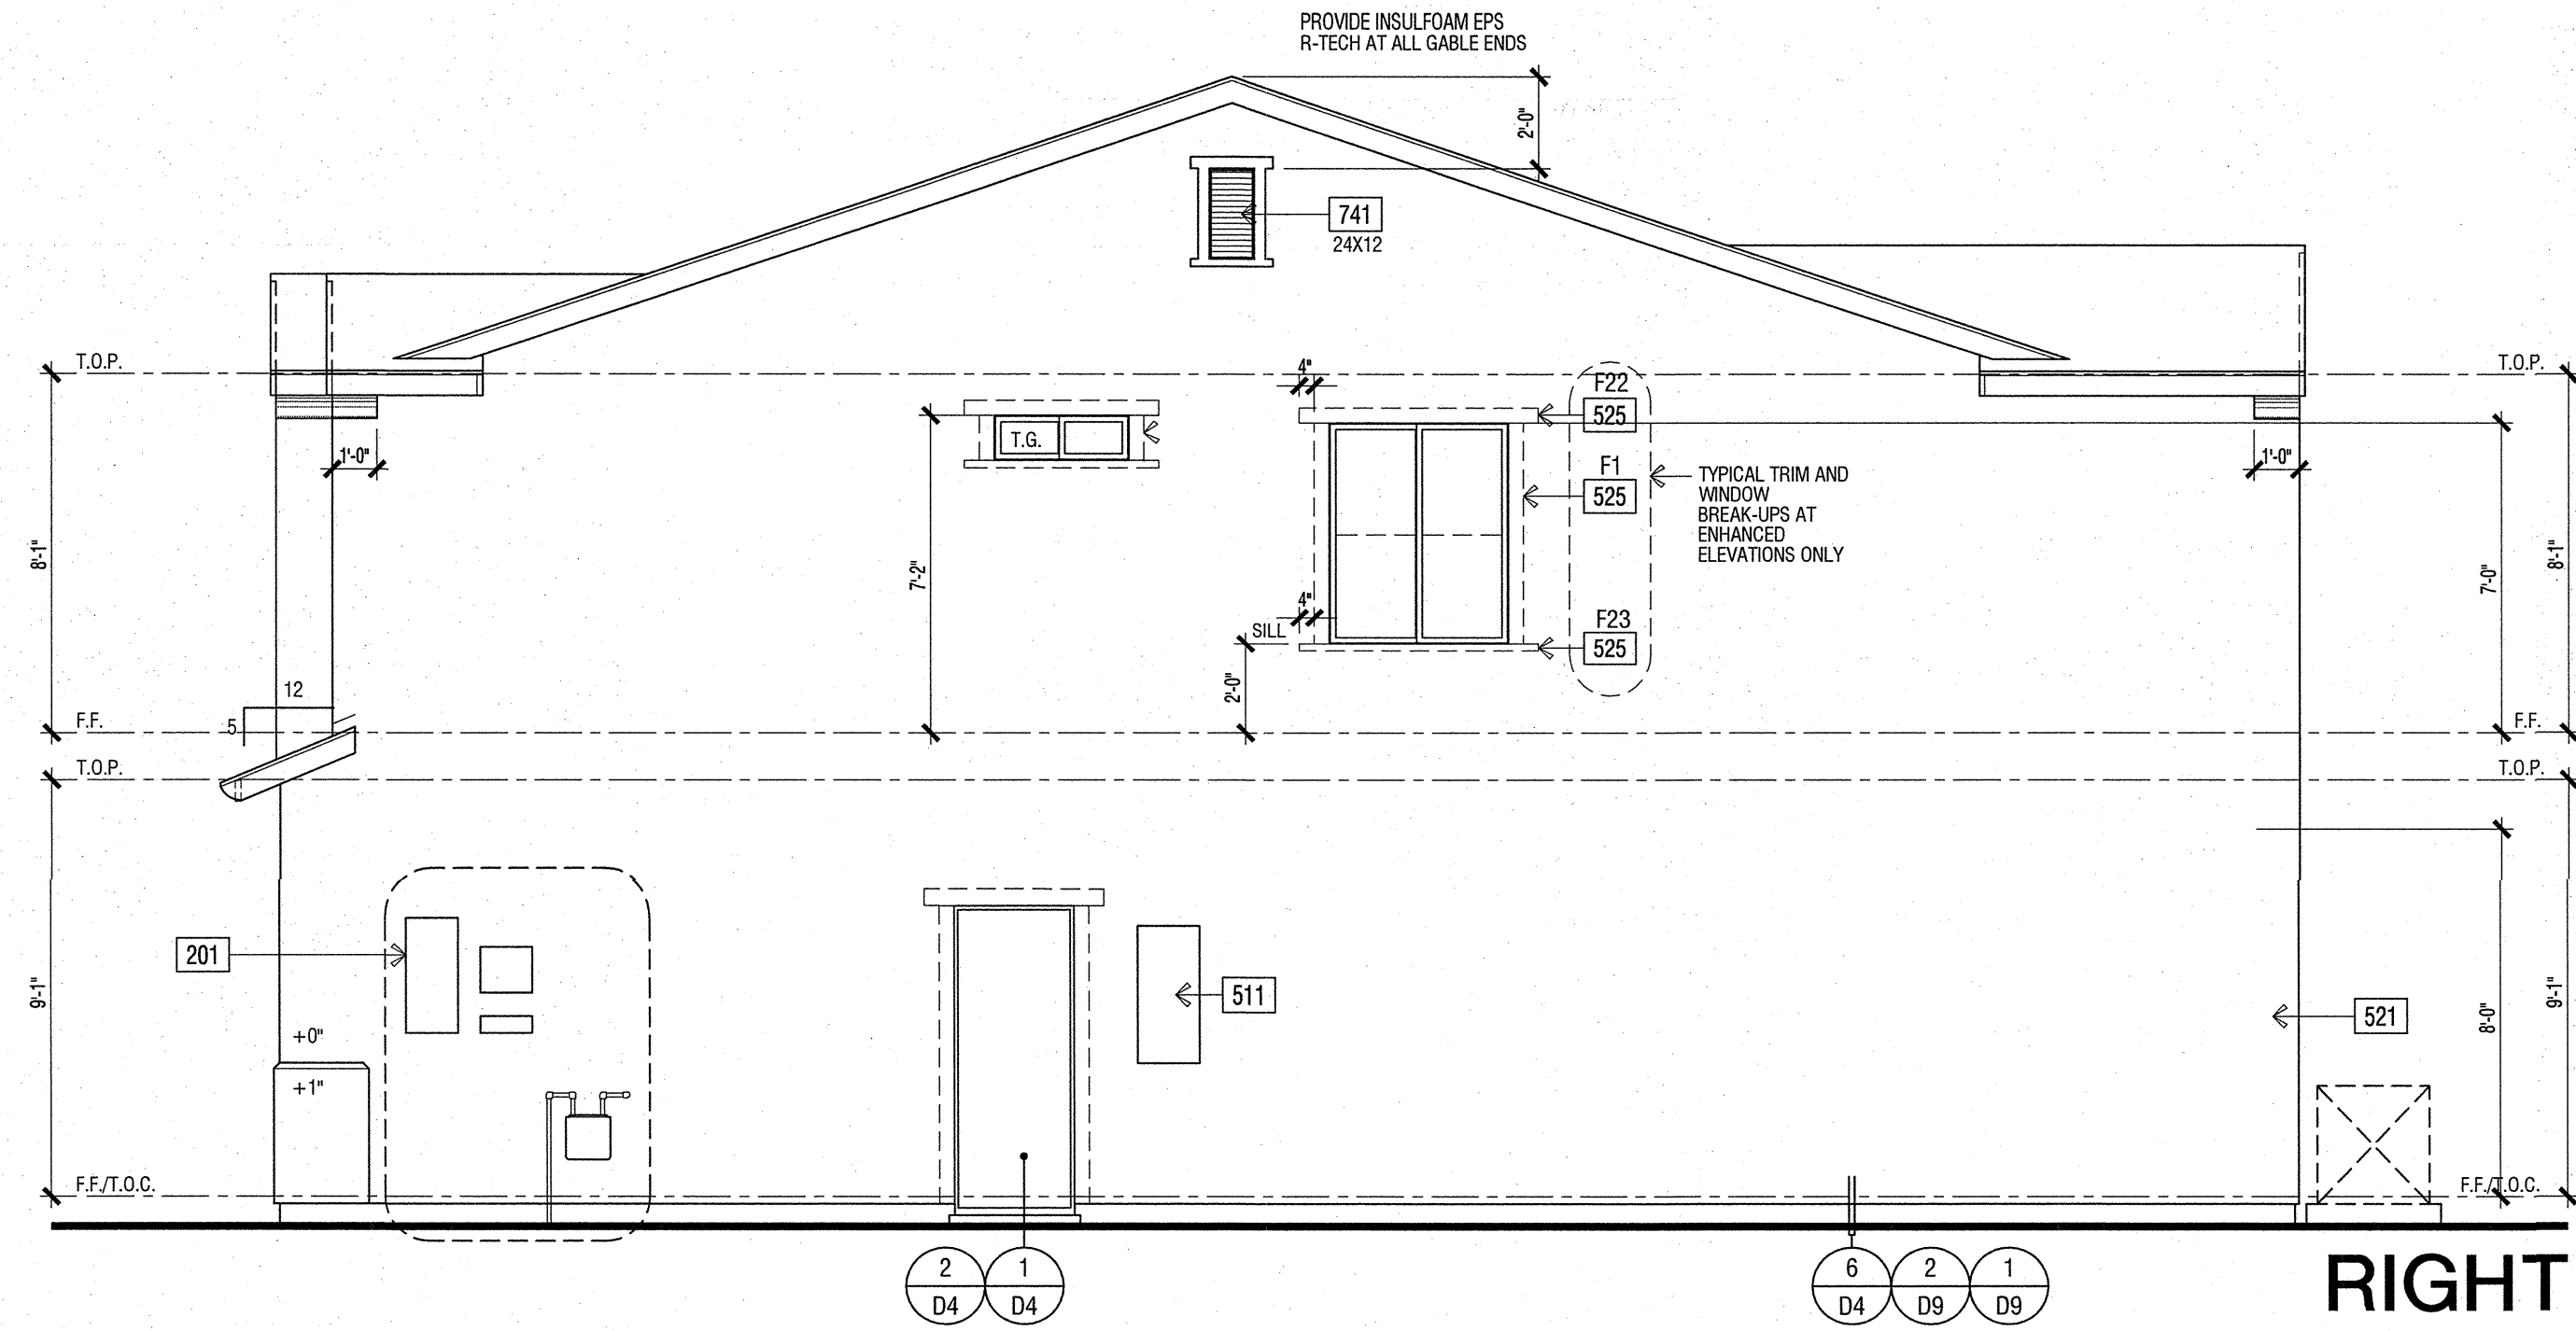 PROVIDE INSULFOAM EPS
R-TECH AT ALL GABLE ENDS
2'-0"
741
24X12
T.O.P.
T.O.P.
4"
F22
525
T.G.
1'-0"
1'-0"
F1
525
TYPICAL TRIM AND
WINDOW
BREAK-UPS AT
ENHANCED
ELEVATIONS ONLY
8'-1"
7'-2"
7'-0"
8'-1"
4"
F23
525
SILL
2'-0"
12
5
F.F.
F.F.
T.O.P.
T.O.P.
201
511
521
9'-1"
8'-0"
9'-1"
+0"
+1"
F.F./T.O.C.
F.F./T.O.C.
2
D4
1
D4
6
D4
2
D9
1
D9
RIGHT